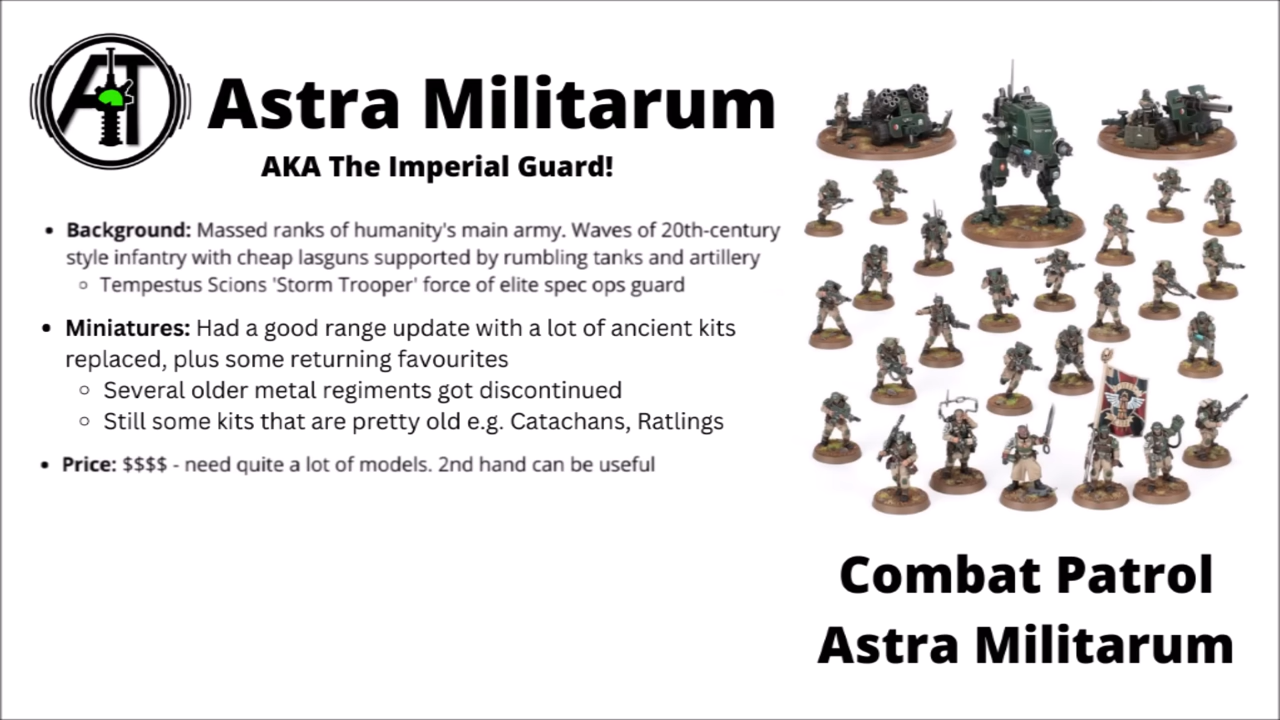 AT
Astra Militarum
AKA The Imperial Guard!
• Background: Massed ranks of humanity's main army. Waves of 20th-century
style infantry with cheap lasguns supported by rumbling tanks and artillery
◦ Tempestus Scions 'Storm Trooper' force of elite spec ops guard
• Miniatures: Had a good range update with a lot of ancient kits
replaced, plus some returning favourites
◦ Several older metal regiments got discontinued
◦ Still some kits that are pretty old e.g. Catachans, Ratlings
• Price: $$$$ - need quite a lot of models. 2nd hand can be useful
Combat Patrol
Astra Militarum